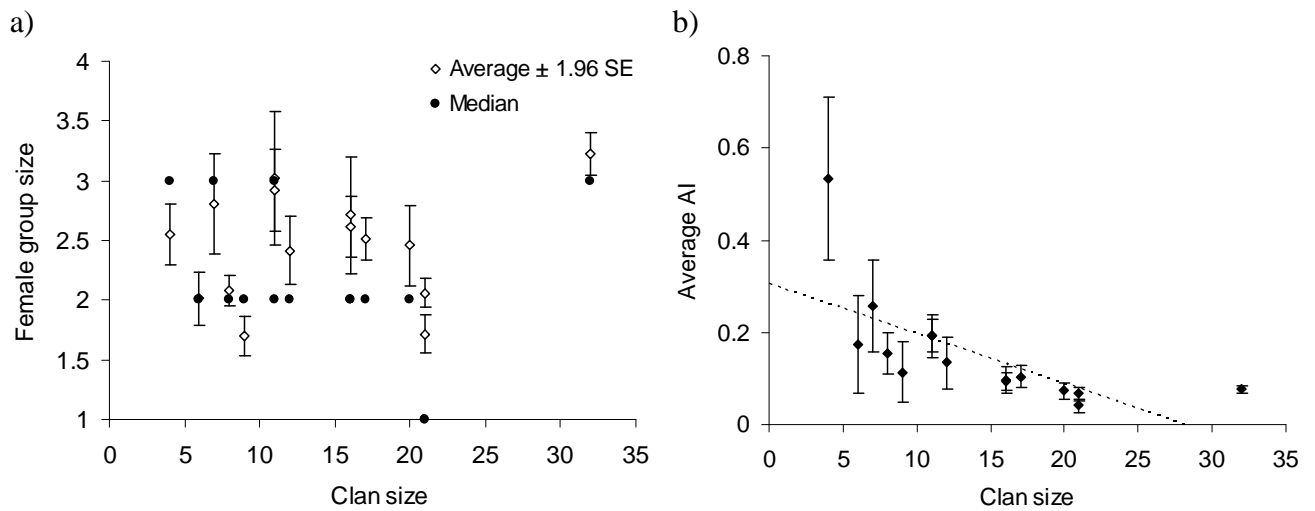 a)
4
3.5
3
2.5
2
1.5
1
Female group size
◇ Average ± 1.96 SE
● Median
0 5 10 15 20 25 30 35
Clan size
b)
0.8
0.6
0.4
0.2
0
Average AI
0 5 10 15 20 25 30 35
Clan size